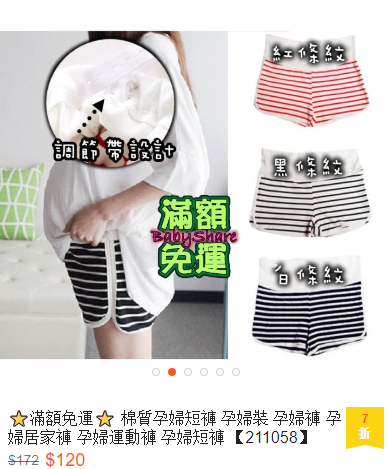 紅條紋
調節帶設計
黑條紋
滿額
BabyShare
免運
白條紋
⭐滿額免運⭐ 棉質孕婦短褲 孕婦裝 孕婦褲 孕
婦居家褲 孕婦運動褲 孕婦短褲 【211058】
7
折
$172 $120